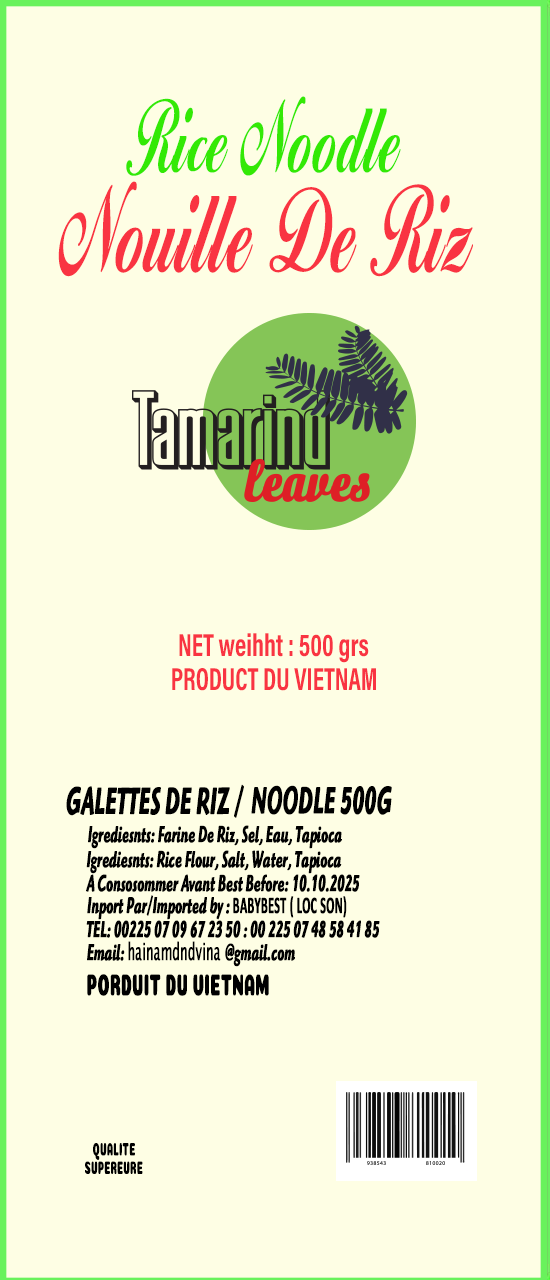 Rice Noodle
Nouille De Riz
Tamarinu
leaves
NET weihht : 500 grs
PRODUCT DU VIETNAM
GALETTES DE RIZ / NOODLE 500G
Igrediesnts: Farine De Riz, Sel, Eau, Tapioca
Igrediesnts: Rice Flour, Salt, Water, Tapioca
A Consosommer Avant Best Before: 10.10.2025
Inport Par/Imported by : BABYBEST ( LOC SON)
TEL: 00225 07 09 67 23 50 : 00 225 07 48 58 41 85
Email: hainamdndvina @gmail.com
PORDUIT DU VIETNAM
938543 810020
QUALITE
SUPEREURE